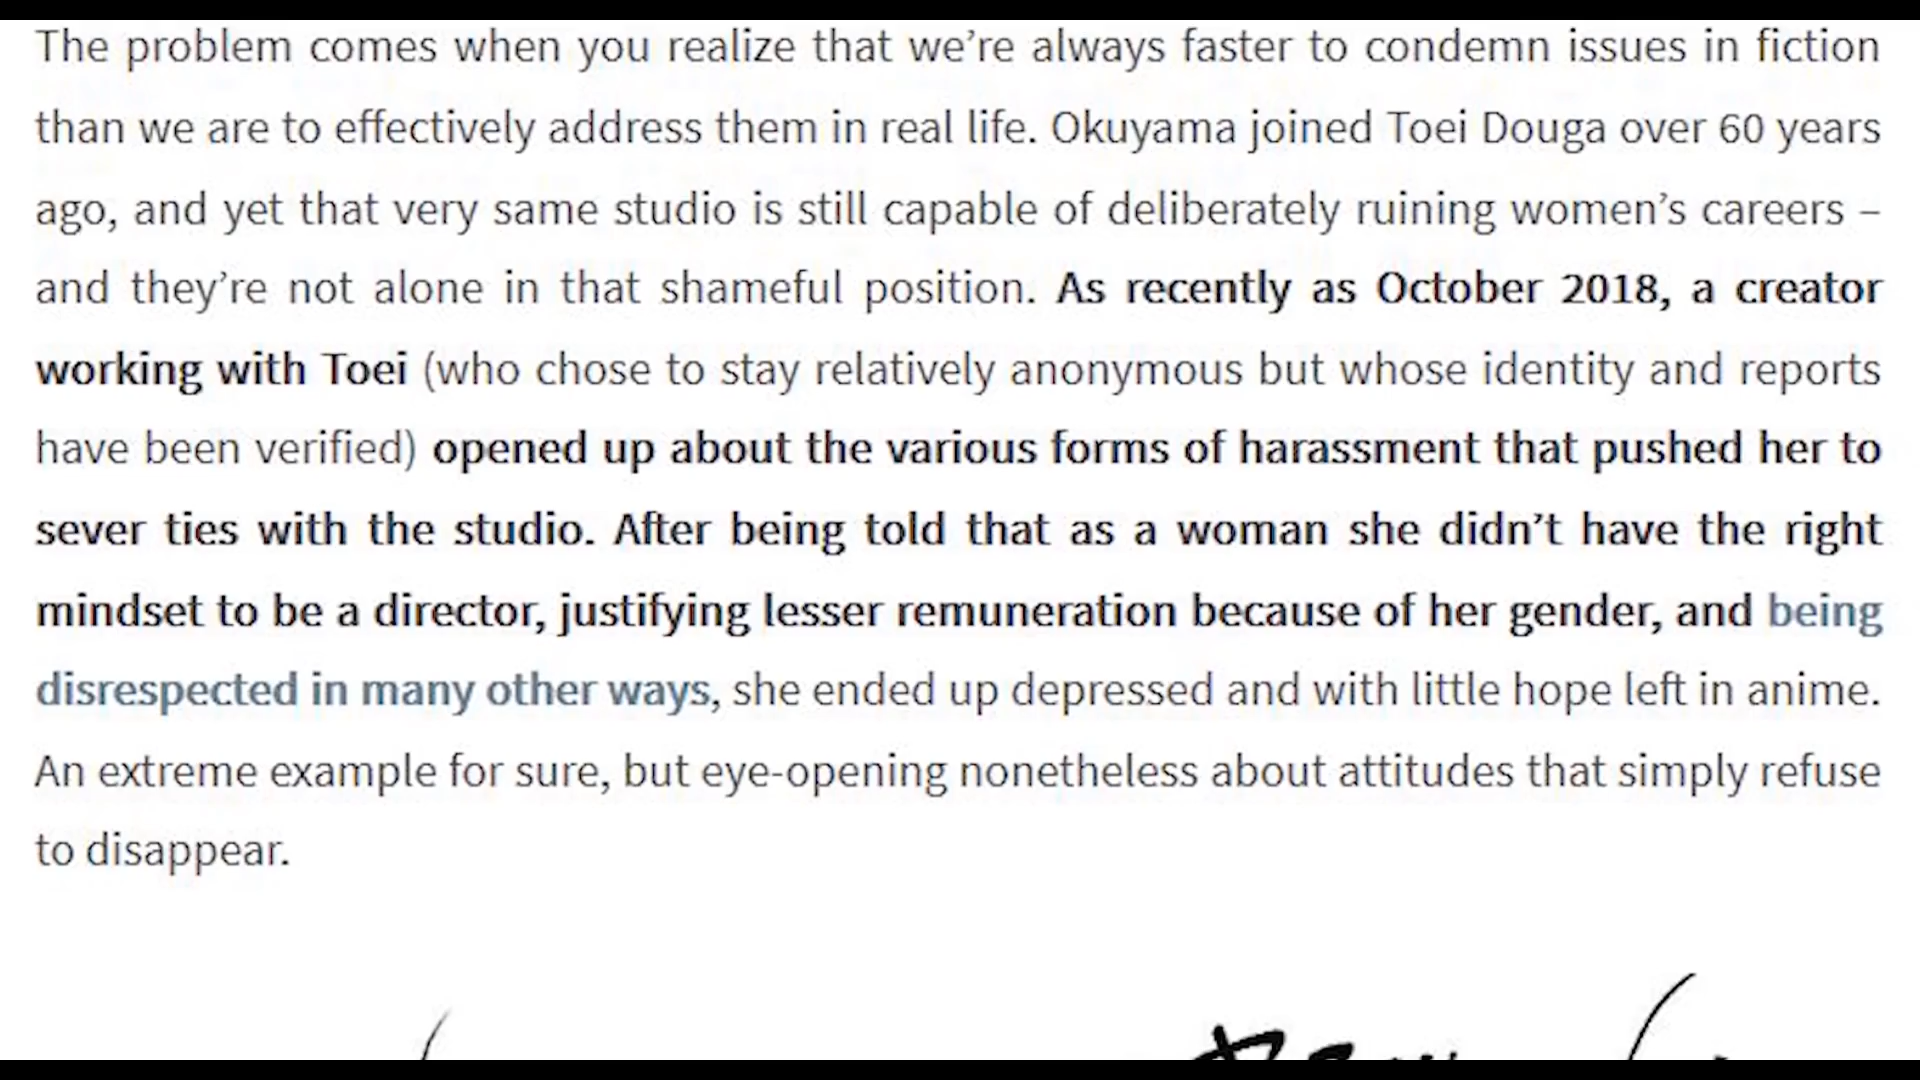 The problem comes when you realize that we’re always faster to condemn issues in fiction
than we are to effectively address them in real life. Okuyama joined Toei Douga over 60 years
ago, and yet that very same studio is still capable of deliberately ruining women’s careers –
and they’re not alone in that shameful position. As recently as October 2018, a creator
working with Toei (who chose to stay relatively anonymous but whose identity and reports
have been verified) opened up about the various forms of harassment that pushed her to
sever ties with the studio. After being told that as a woman she didn’t have the right
mindset to be a director, justifying lesser remuneration because of her gender, and being
disrespected in many other ways, she ended up depressed and with little hope left in anime.
An extreme example for sure, but eye-opening nonetheless about attitudes that simply refuse
to disappear.